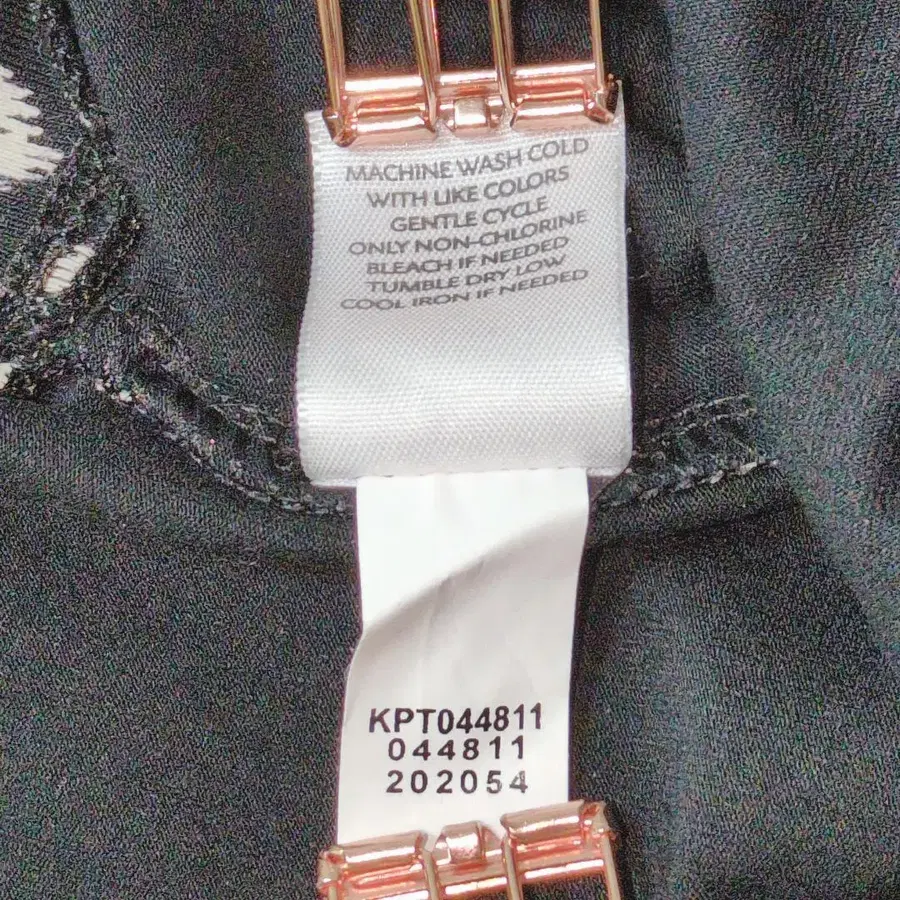 MACHINE WASH COLD
WITH LIKE COLORS
GENTLE CYCLE
ONLY NON-CHLORINE
BLEACH IF NEEDED
TUMBLE DRY LOW
COOL IRON IF NEEDED
KPT044811
044811
202054